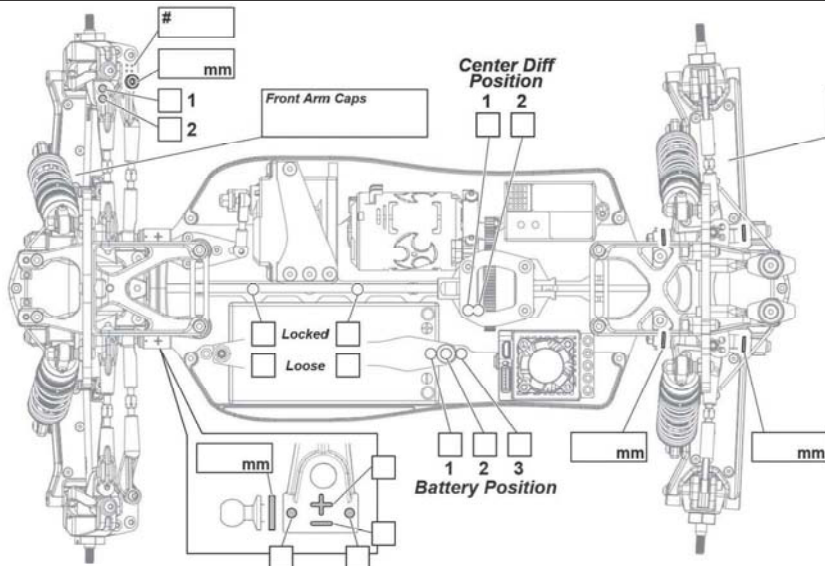 #
mm
1
2
Front Arm Caps
Center Diff
Position
1 2
Locked
Loose
1 2 3
Battery Position
mm
+
−
mm
mm